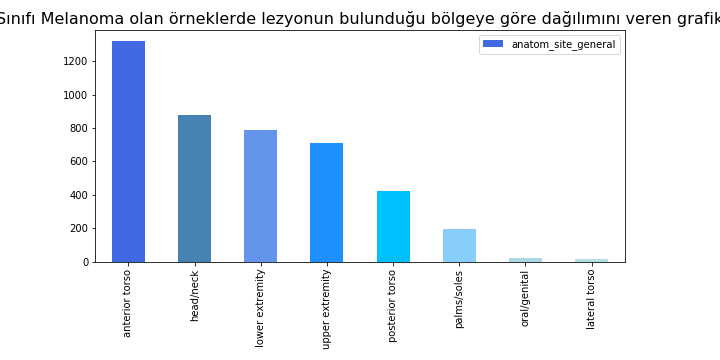 Sınıfı Melanoma olan örneklerde lezyonun bulunduğu bölgeye göre dağılımını veren grafik
anatom_site_general
1200
1000
800
600
400
200
0
anterior torso
head/neck
lower extremity
upper extremity
posterior torso
palms/soles
oral/genital
lateral torso